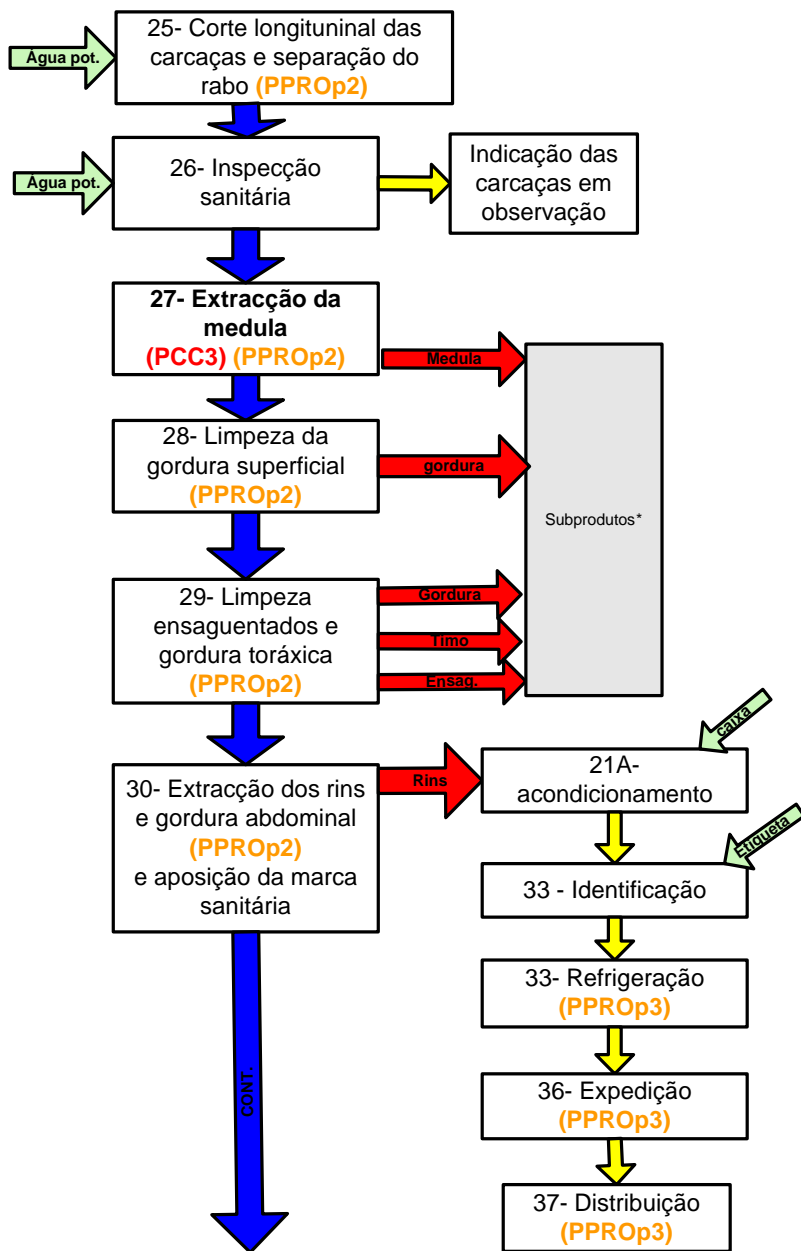 Água pot.
25- Corte longituninal das
carcaças e separação do
rabo (PPROp2)
Água pot.
26- Inspecção
sanitária
Indicação das
carcaças em
observação
27- Extracção da
medula
(PCC3) (PPROp2)
Medula
28- Limpeza da
gordura superficial
(PPROp2)
gordura
Subprodutos*
29- Limpeza
ensaguentados e
gordura toráxica
(PPROp2)
Gordura
Timo
Ensag.
30- Extracção dos rins
e gordura abdominal
(PPROp2)
e aposição da marca
sanitária
Rins
caixa
21A-
acondicionamento
Etiqueta
33 - Identificação
33- Refrigeração
(PPROp3)
36- Expedição
(PPROp3)
37- Distribuição
(PPROp3)
CONT.